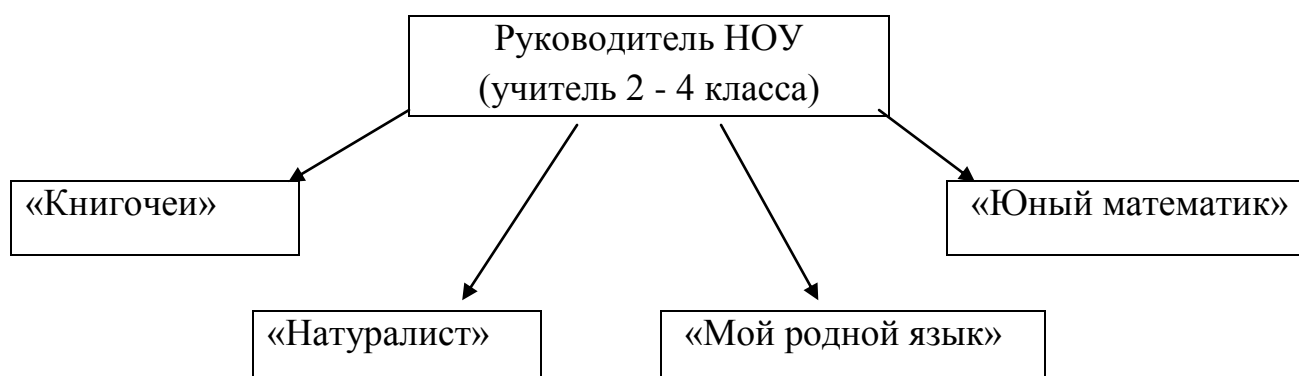 Руководитель НОУ
(учитель 2 - 4 класса)
«Книгочеи»
«Юный математик»
«Натуралист»
«Мой родной язык»